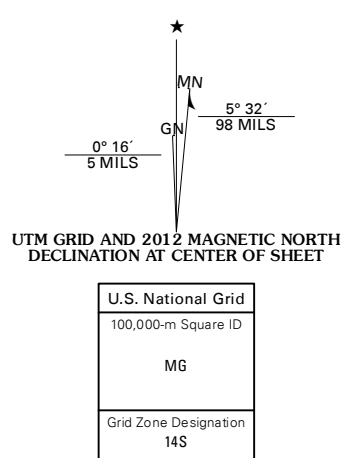 ★
MN
5° 32´
GN
98 MILS
0° 16´
5 MILS
UTM GRID AND 2012 MAGNETIC NORTH
DECLINATION AT CENTER OF SHEET
U.S. National Grid
100,000-m Square ID
MG
Grid Zone Designation
14S